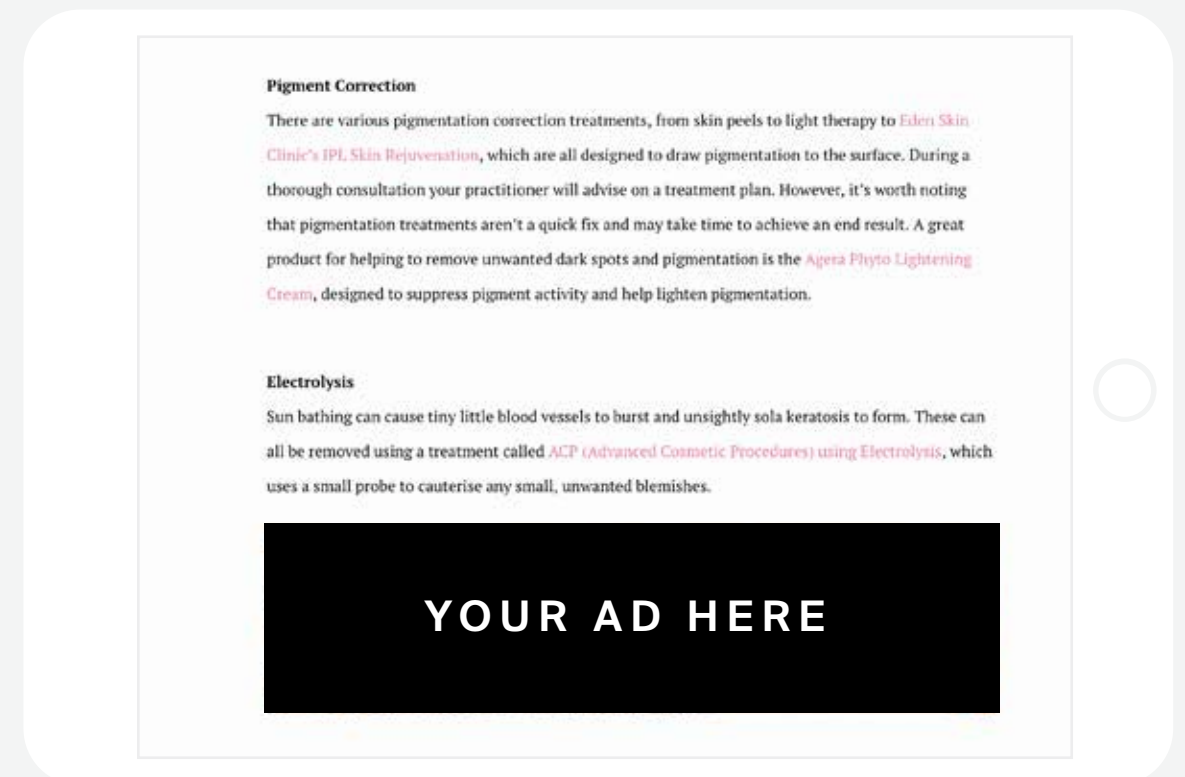 Pigment Correction
There are various pigmentation correction treatments, from skin peels to light therapy to Eden Skin
Clinic's IPL Skin Rejuvenation, which are all designed to draw pigmentation to the surface. During a
thorough consultation your practitioner will advise on a treatment plan. However, it's worth noting
that pigmentation treatments aren't a quick fix and may take time to achieve an end result. A great
product for helping to remove unwanted dark spots and pigmentation is the Agera Phyto Lightening
Cream, designed to suppress pigment activity and help lighten pigmentation.
Electrolysis
Sun bathing can cause tiny little blood vessels to burst and unsightly sola keratosis to form. These can
all be removed using a treatment called ACP (Advanced Cosmetic Procedures) using Electrolysis, which
uses a small probe to cauterise any small, unwanted blemishes.
YOUR AD HERE